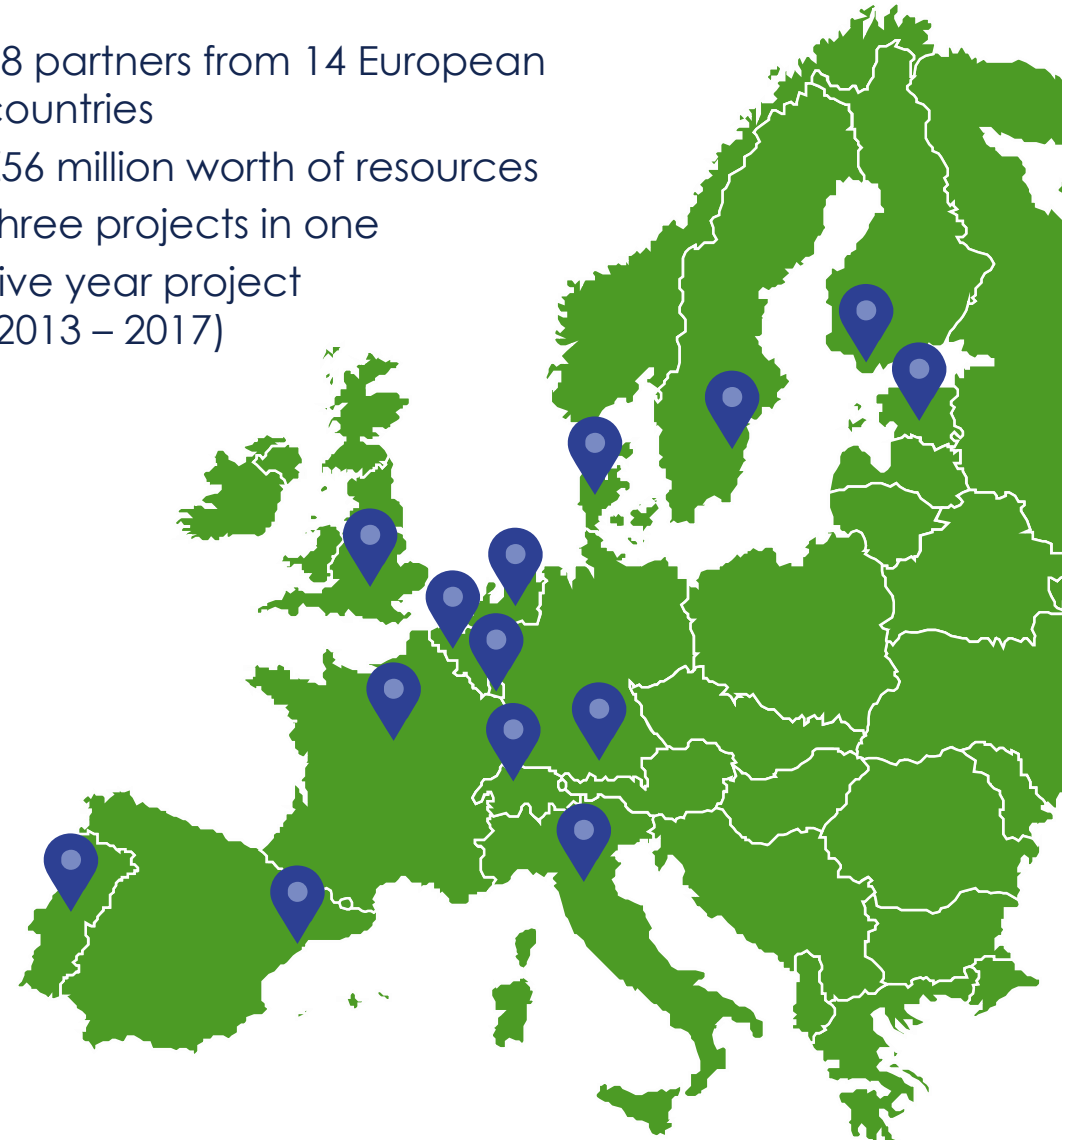 8 partners from 14 European
countries
56 million worth of resources
hree projects in one
ive year project
2013 – 2017)